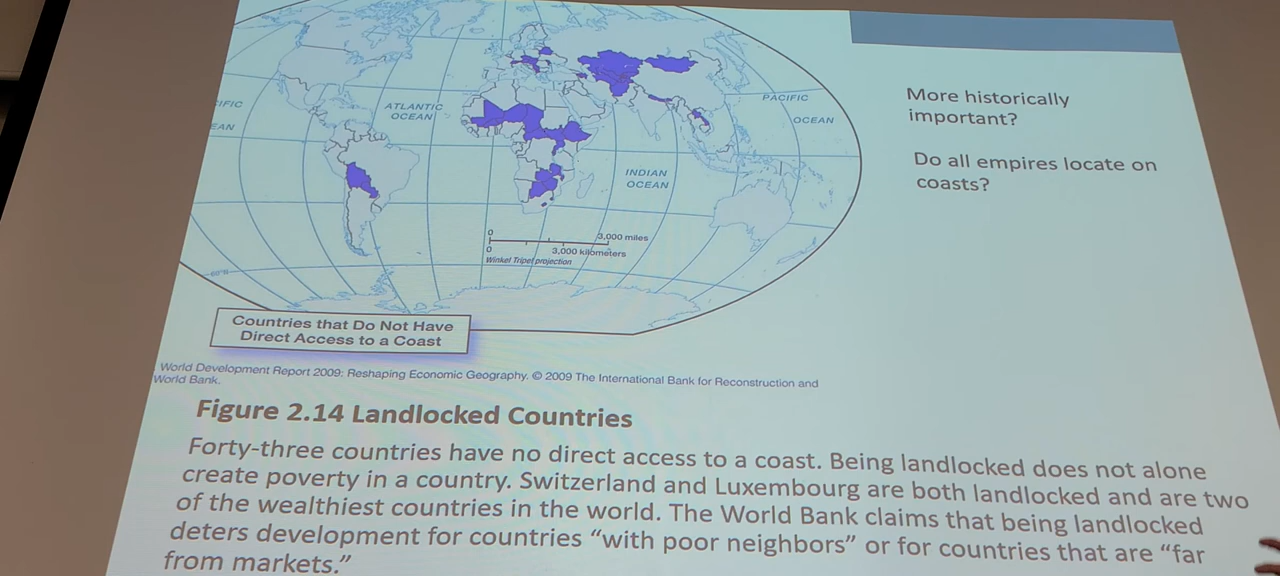 More historically
important?
Do all empires locate on
coasts?
ATLANTIC
OCEAN
PACIFIC
OCEAN
IFIC
EAN
INDIAN
OCEAN
0
3,000 miles
0
3,000 kilometers
Winkel Tripel projection
Countries that Do Not Have
Direct Access to a Coast
World Development Report 2009: Reshaping Economic Geography. © 2009 The International Bank for Reconstruction and
World Bank.
Figure 2.14 Landlocked Countries
Forty-three countries have no direct access to a coast. Being landlocked does not alone
create poverty in a country. Switzerland and Luxembourg are both landlocked and are two
of the wealthiest countries in the world. The World Bank claims that being landlocked
deters development for countries “with poor neighbors” or for countries that are “far
from markets.”